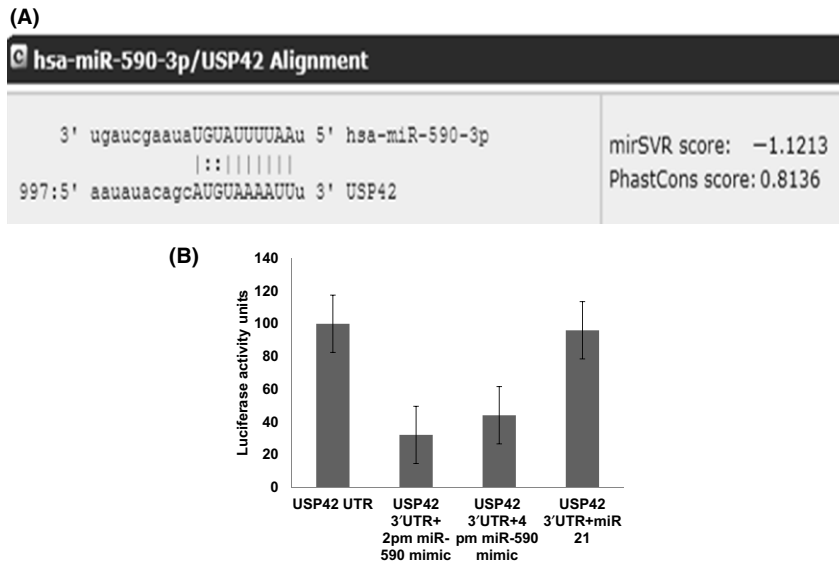 (A)
hsa-miR-590-3p/USP42 Alignment
3' ugaucgaauaUGUAUUUUAAu 5' hsa-miR-590-3p
|::|||||||
997:5' aauauacagcAUGUAAAAUUu 3' USP42
mirSVR score: −1.1213
PhastCons score: 0.8136
(B)
Luciferase activity units
140
120
100
80
60
40
20
0
USP42 UTR
USP42
3′UTR+
2pm miR-
590 mimic
USP42
3′UTR+4
pm miR-590
mimic
USP42
3′UTR+miR
21